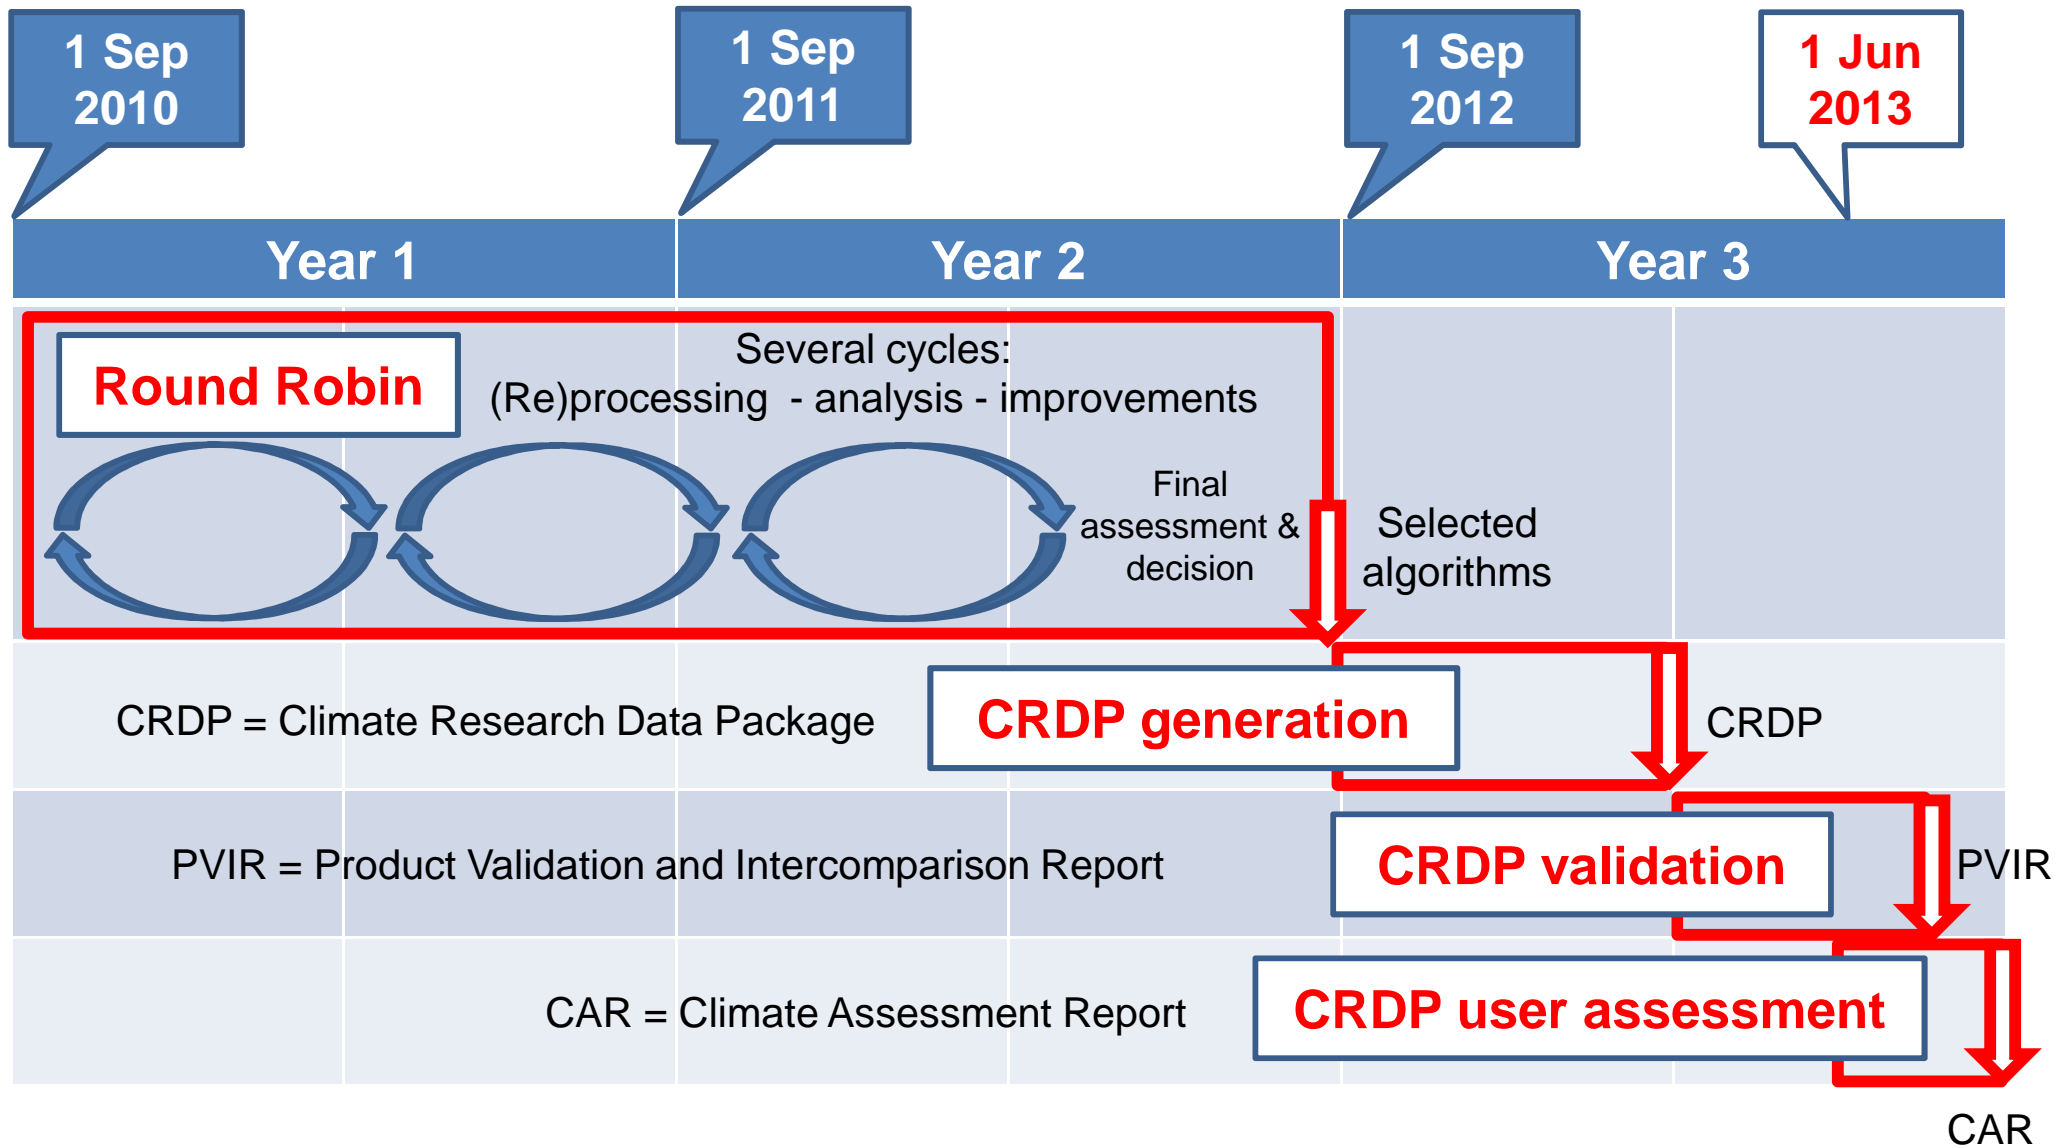 1 Sep
2010
1 Sep
2011
1 Sep
2012
1 Jun
2013
Year 1
Year 2
Year 3
Round Robin
Several cycles:
(Re)processing - analysis - improvements
Final
assessment &
decision
Selected
algorithms
CRDP = Climate Research Data Package
CRDP generation
CRDP
PVIR = Product Validation and Intercomparison Report
CRDP validation
PVIR
CAR = Climate Assessment Report
CRDP user assessment
CAR